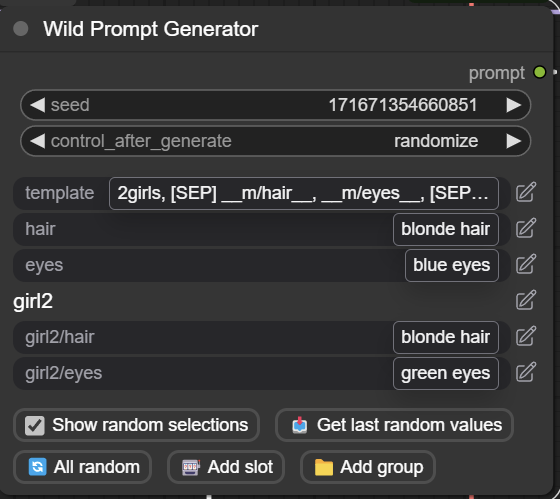 Wild Prompt Generator
prompt
seed 171671354660851
control_after_generate randomize
template 2girls, [SEP] __m/hair__, __m/eyes__, [SEP...
hair blonde hair
eyes blue eyes
girl2
girl2/hair blonde hair
girl2/eyes green eyes
Show random selections Get last random values
All random Add slot Add group